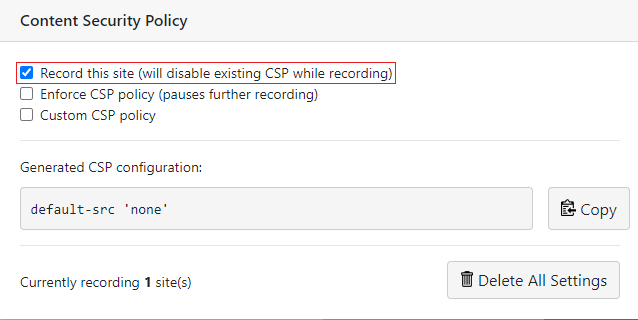 Content Security Policy
Record this site (will disable existing CSP while recording)
Enforce CSP policy (pauses further recording)
Custom CSP policy
Generated CSP configuration:
default-src 'none'
Copy
Currently recording 1 site(s)
Delete All Settings